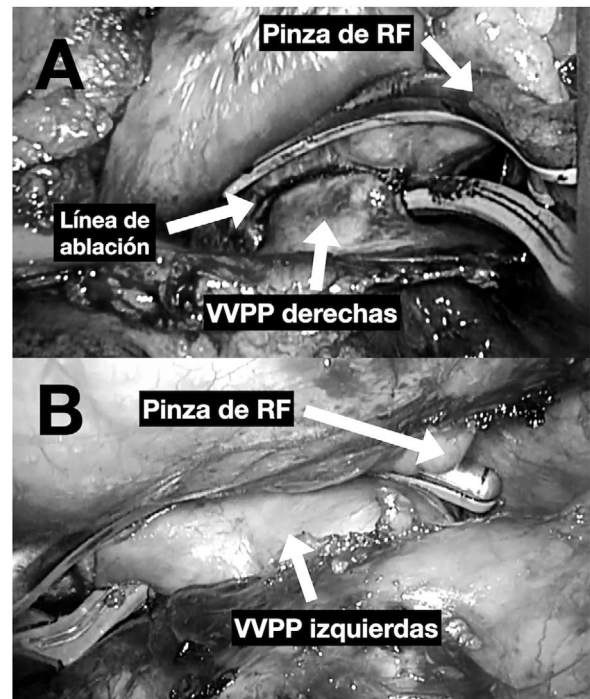 A
Pinza de RF
Línea de
ablación
VVPP derechas
B
Pinza de RF
VVPP izquierdas